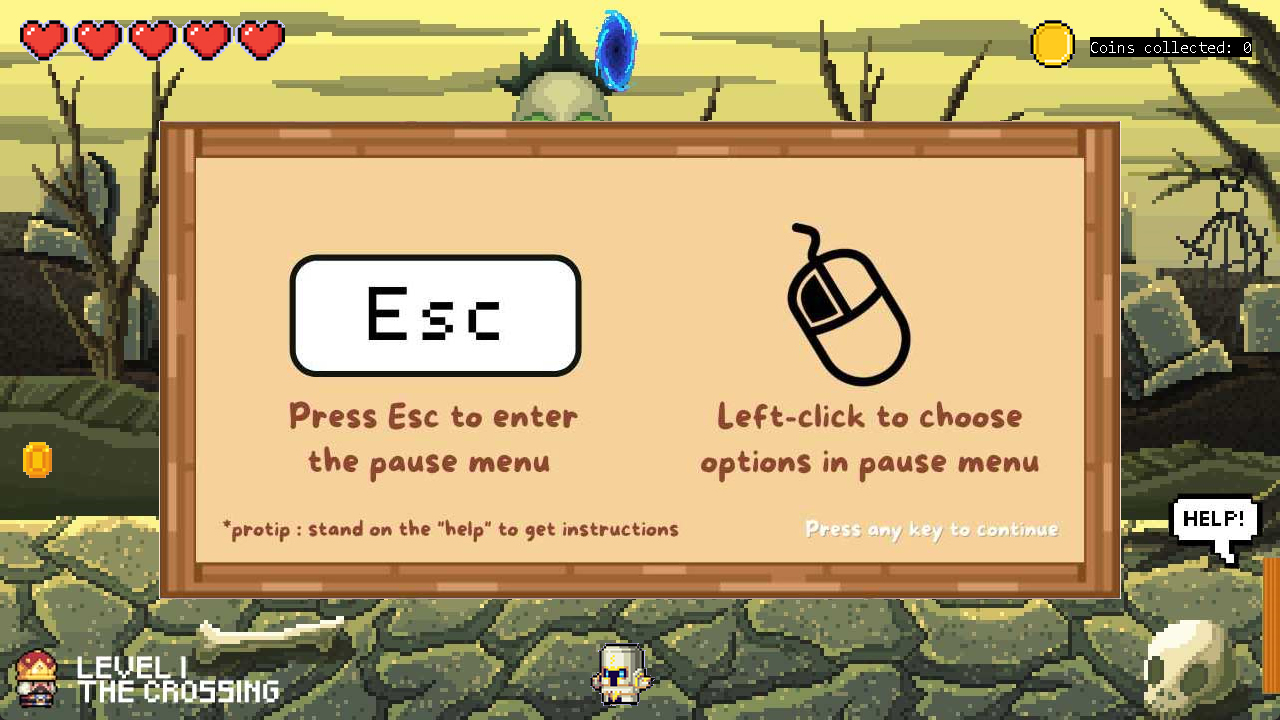 Coins collected: 0
Esc
Press Esc to enter
the pause menu
Left-click to choose
options in pause menu
*protip : stand on the "help" to get instructions
Press any key to continue
HELP!
LEVEL 1
THE CROSSING